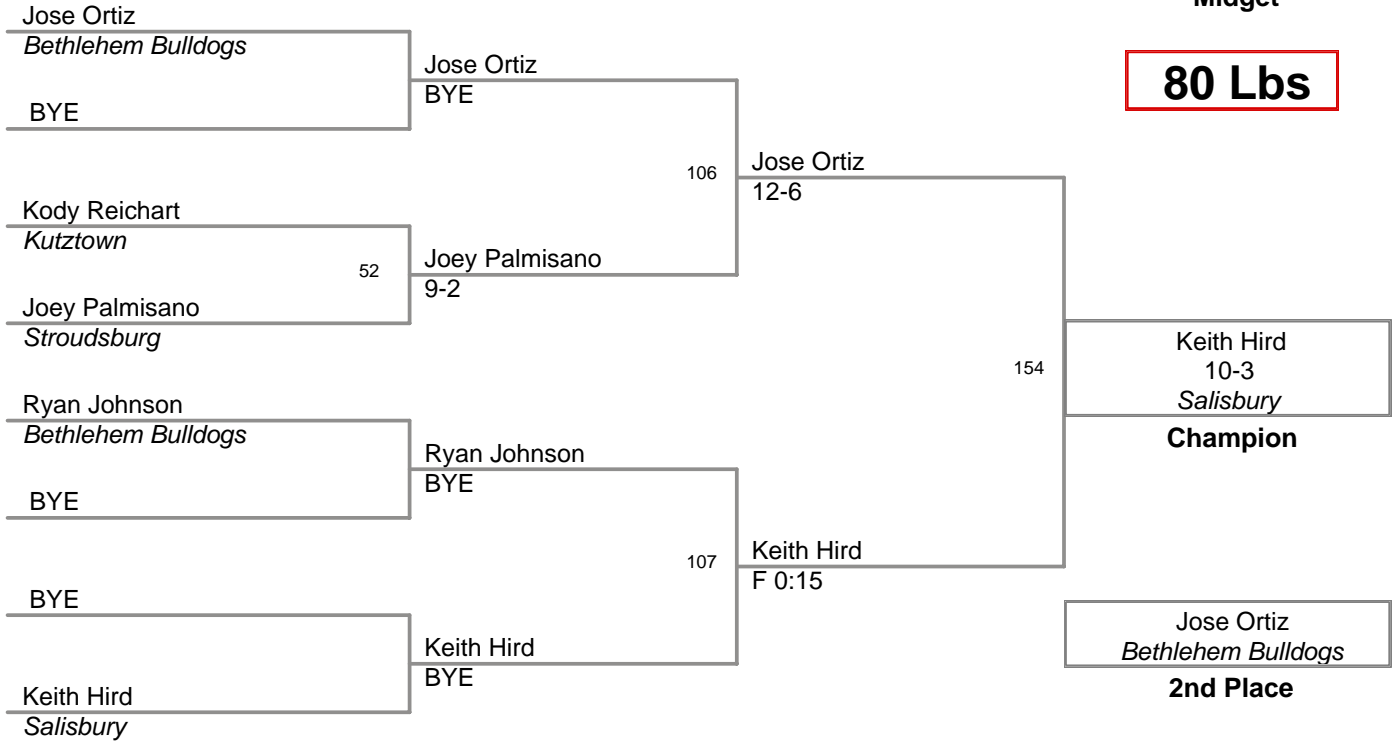 Midget
80 Lbs
Jose Ortiz
Bethlehem Bulldogs
BYE
Kody Reichart
Kutztown
52
Joey Palmisano
Stroudsburg
Ryan Johnson
Bethlehem Bulldogs
BYE
BYE
Keith Hird
Salisbury
Jose Ortiz
BYE
106
Joey Palmisano
9-2
Ryan Johnson
BYE
107
Keith Hird
BYE
Jose Ortiz
12-6
154
Keith Hird
F 0:15
Keith Hird
10-3
Salisbury
Champion
Jose Ortiz
Bethlehem Bulldogs
2nd Place